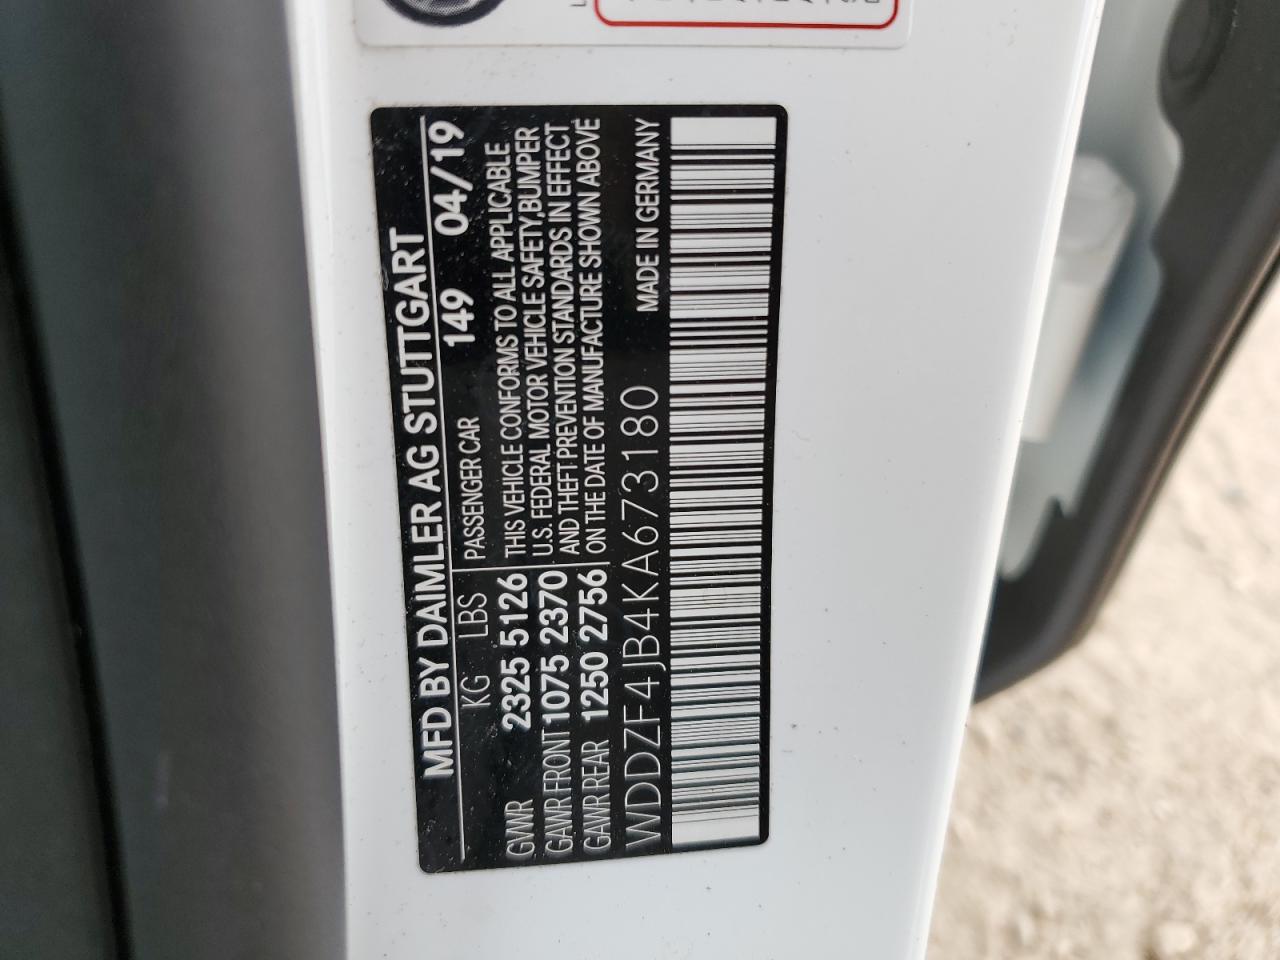 MFD BY DAIMLER AG STUTTGART
KG LBS PASSENGER CAR 149 04/19
GVWR 2325 5126 THIS VEHICLE CONFORMS TO ALL APPLICABLE
GAWR FRONT 1075 2370 U.S. FEDERAL MOTOR VEHICLE SAFETY,BUMPER
GAWR REAR 1250 2756 AND THEFT PREVENTION STANDARDS IN EFFECT
ON THE DATE OF MANUFACTURE SHOWN ABOVE
WDDZF4JB4KA673180 MADE IN GERMANY